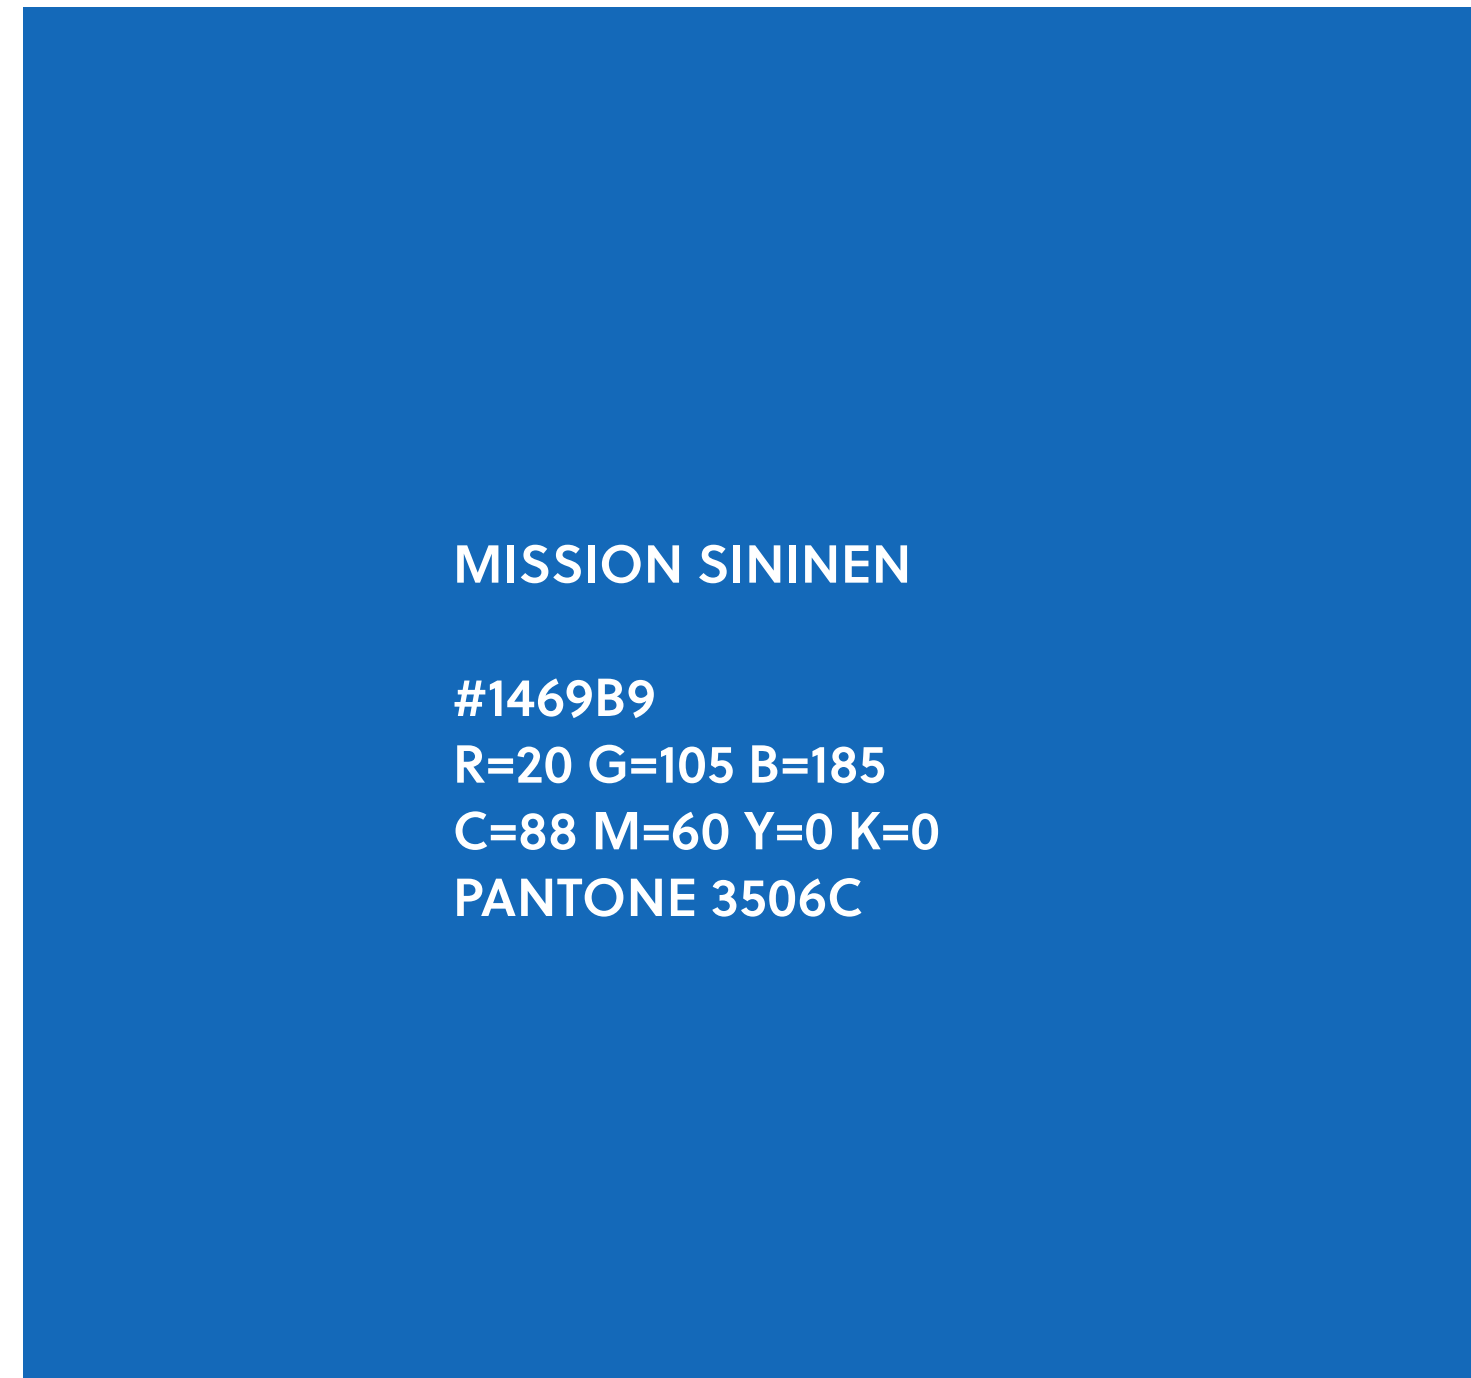 MISSION SININEN
#1469B9
R=20 G=105 B=185
C=88 M=60 Y=0 K=0
PANTONE 3506C